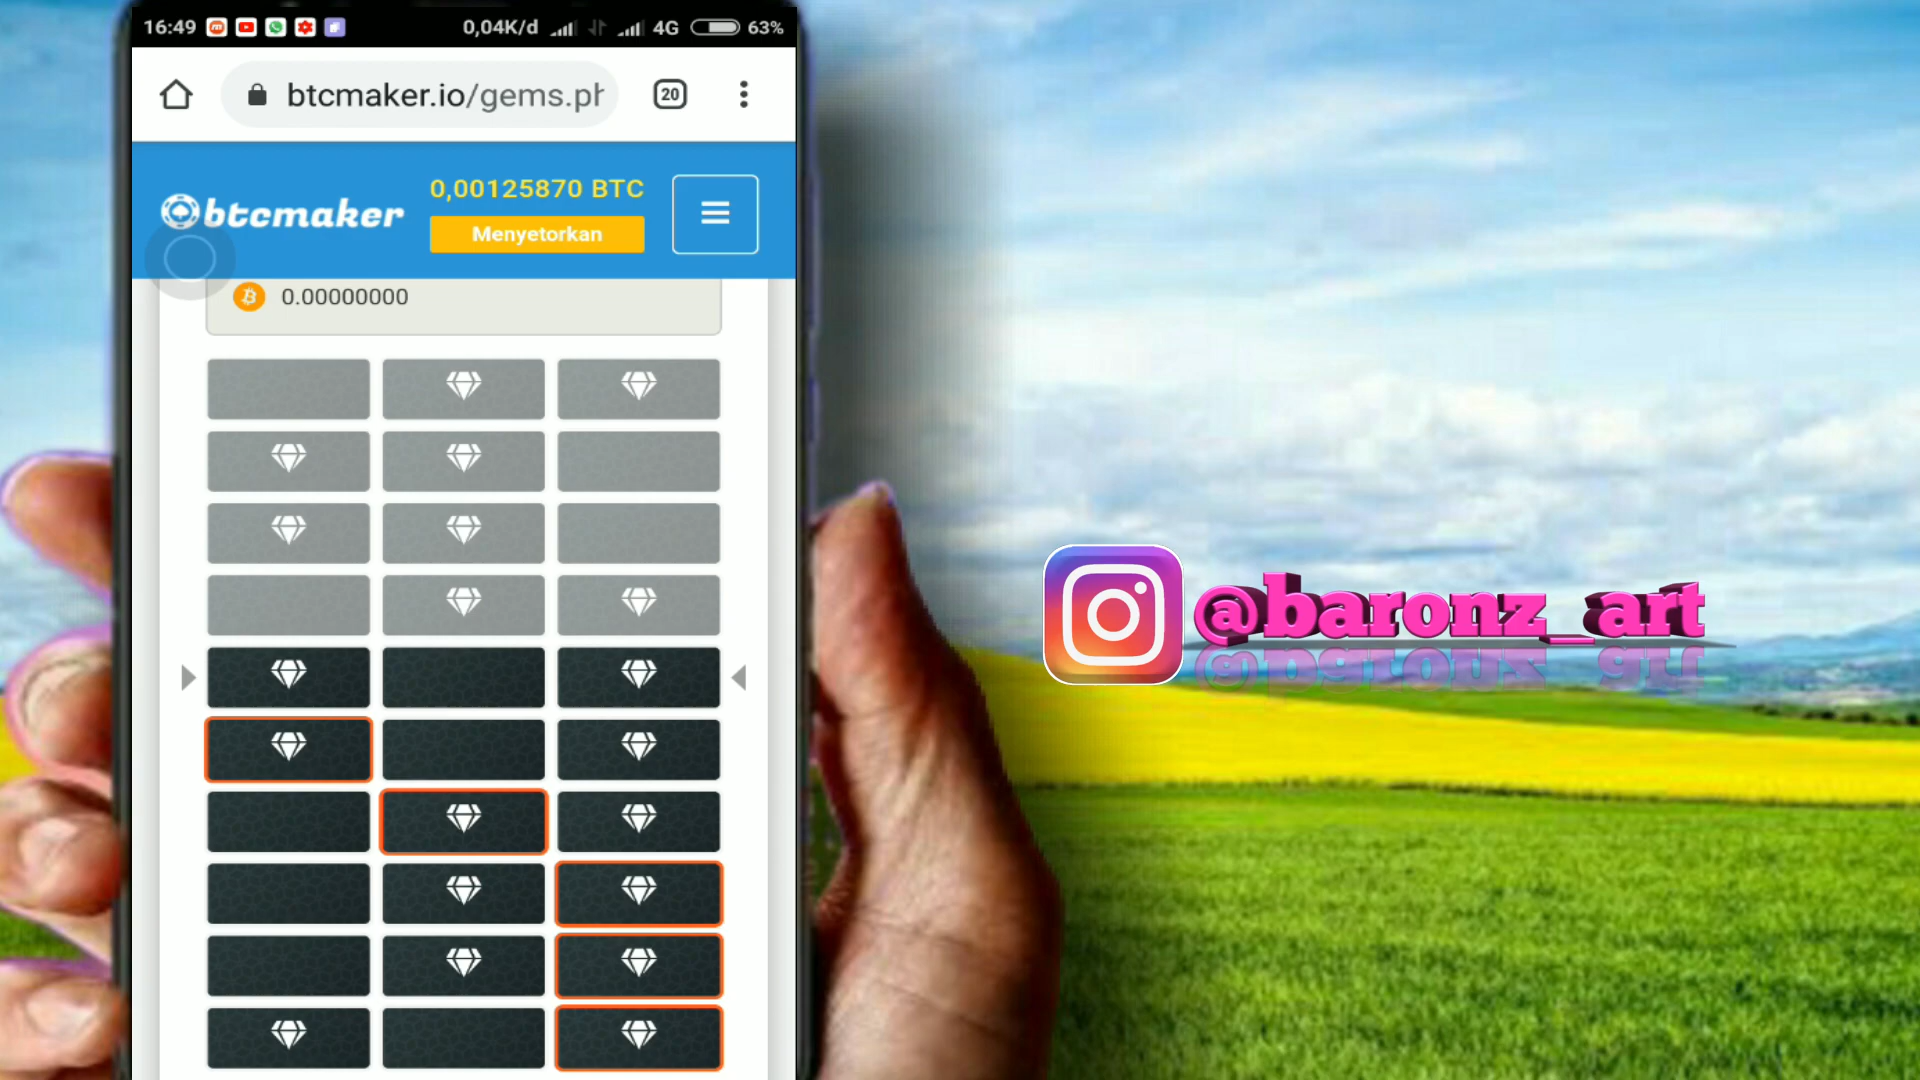 16:49
0,04K/d
4G
63%
btcmaker.io/gems.ph
20
btcmaker
0,00125870 BTC
Menyetorkan
0.00000000
@baronz_art